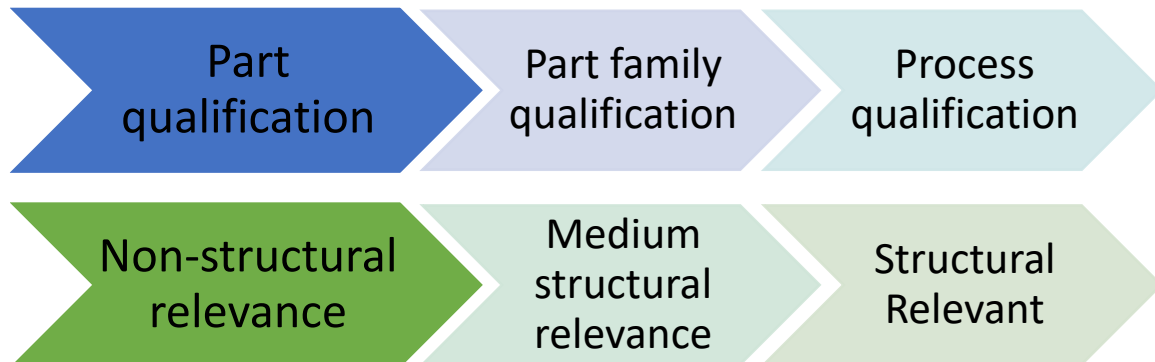 Part
qualification
Part family
qualification
Process
qualification
Non-structural
relevance
Medium
structural
relevance
Structural
Relevant